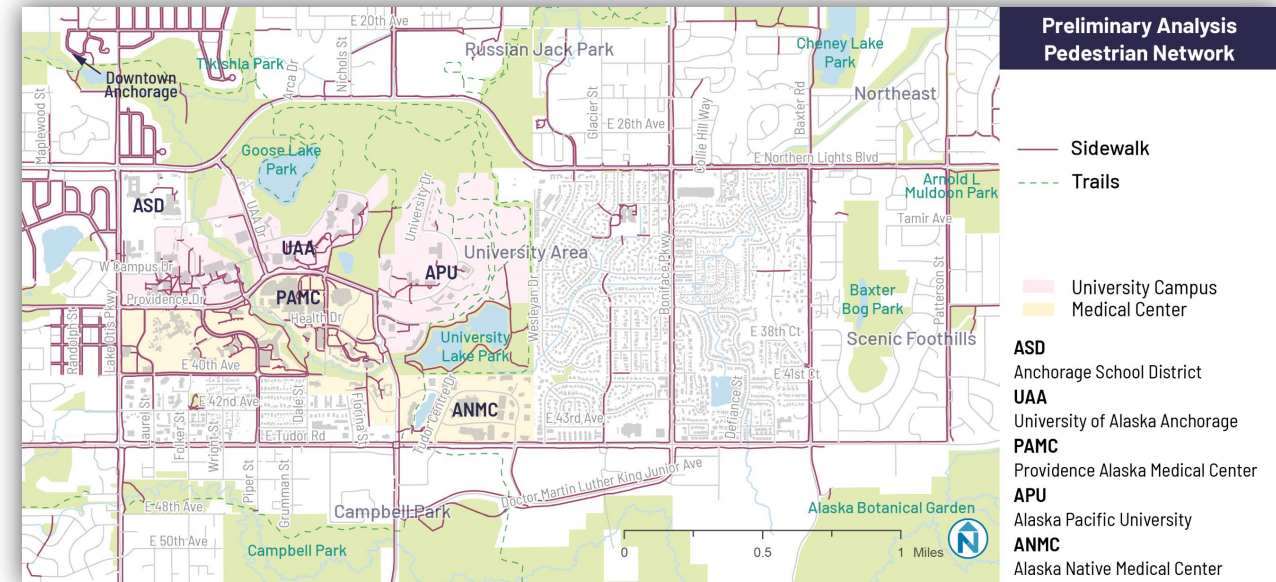 Preliminary Analysis
Pedestrian Network
Sidewalk
Trails
University Campus
Medical Center
ASD
Anchorage School District
UAA
University of Alaska Anchorage
PAMC
Providence Alaska Medical Center
APU
Alaska Pacific University
ANMC
Alaska Native Medical Center
E 20th Ave
Nichols St
Russian Jack Park
Cheney Lake
Park
Tikishla Park
Downtown
Anchorage
Maplewood St
Glacier St
E 26th Ave
Collie Hill Way
Baxter Rd
Northeast
Goose Lake
Park
E Northern Lights Blvd
Arnold L
Muldoon Park
ASD
UAA Dr
University Dr
Tamir Ave
UAA
University Area
APU
W Campus Dr
PAMC
Providence Dr
Health Dr
Randolph St
Lake Otis Pkwy
Wesleyan Dr
Boniface Pkwy
Baxter
Bog Park
Patterson St
University
Lake Park
E 38th Ct
Scenic Foothills
E 40th Ave
E 41st Ct
E 42nd Ave
Laurel St
Folker St
Wright St
Dale St
Florina St
Tudor Centre Dr
ANMC
E 43rd Ave
Defiance St
E Tudor Rd
Piper St
Grumman St
Doctor Martin Luther King Junior Ave
E 48th Ave
Campbell Park
Alaska Botanical Garden
E 50th Ave
Campbell Park
0 0.5 1 Miles
N